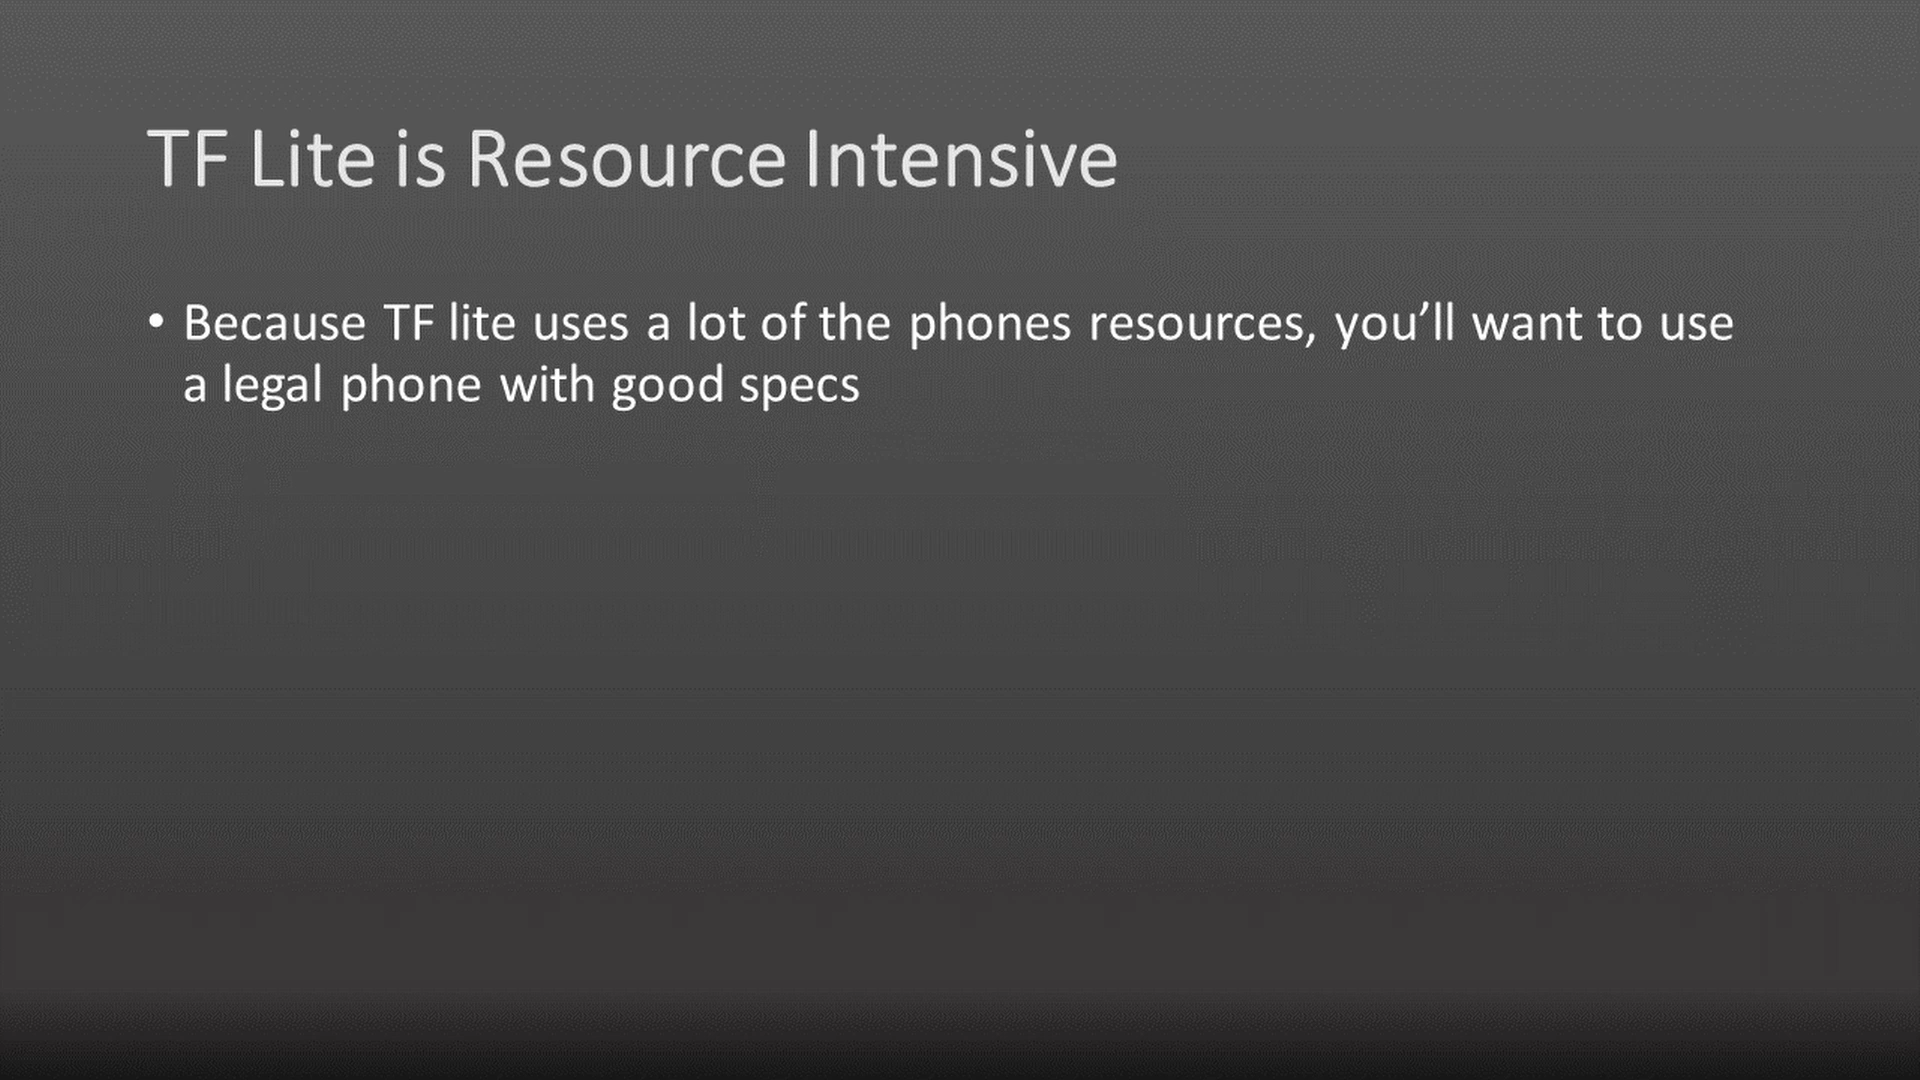 TF Lite is Resource Intensive
• Because TF lite uses a lot of the phones resources, you’ll want to use
a legal phone with good specs